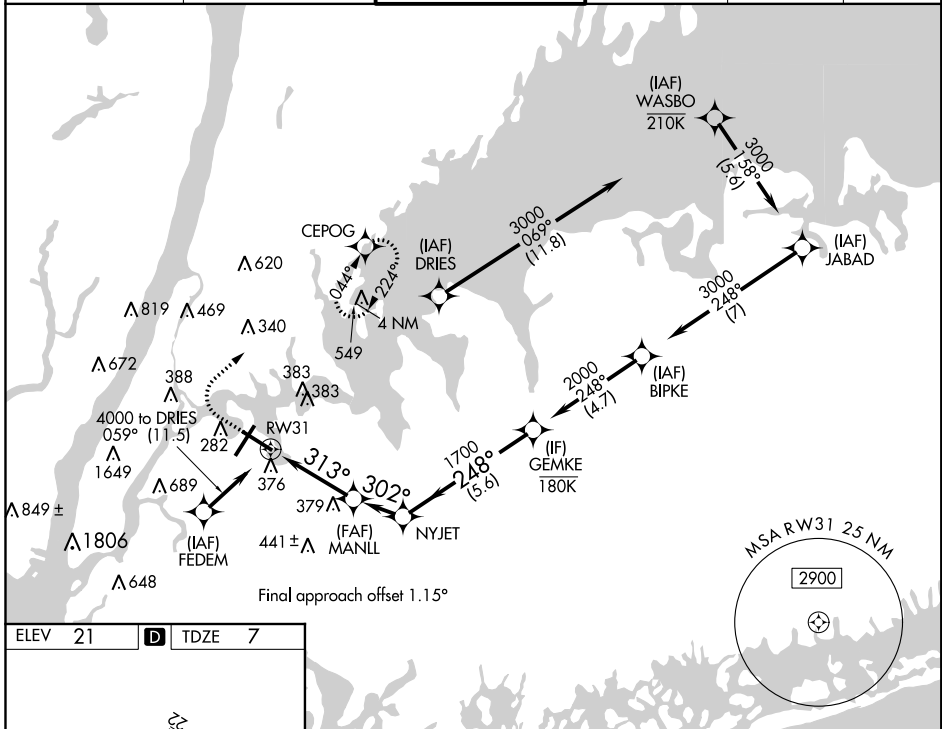 (IAF)
WASBO
210K
3000
158°
(5.6)
CEPOG
044°
224°
4 NM
549
(IAF)
DRIES
3000
069°
(11.8)
(IAF)
JABAD
3000
248°
(7)
620
819
469
340
672
388
383
383
(IAF)
BIPKE
2000
248°
(4.7)
4000 to DRIES
059° (11.5)
282
RW31
376
1649
689
849 ±
1806
648
(IAF)
FEDEM
313°
302°
379
441 ±
(FAF)
MANLL
NYJET
1700
248°
(5.6)
(IF)
GEMKE
180K
Final approach offset 1.15°
MSA RW31 25 NM
2900
ELEV 21 D TDZE 7
22